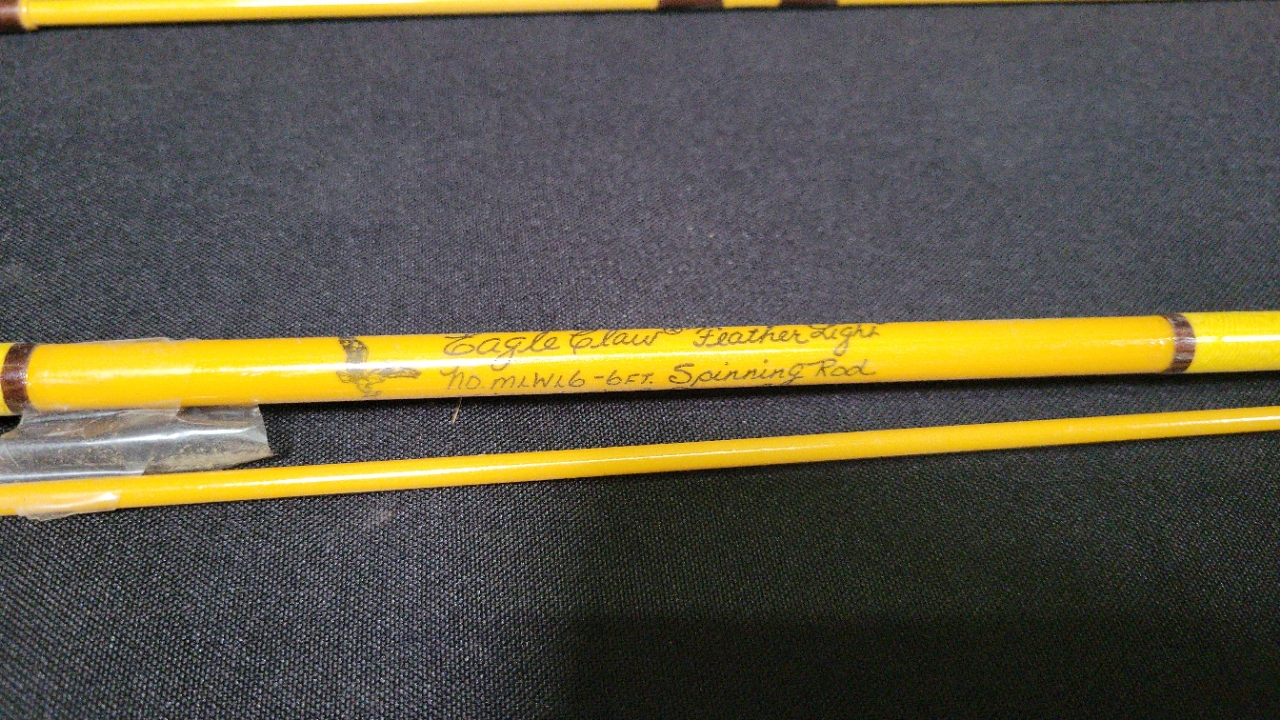 Eagle Claw® Feather Light
No. MLWL6-6FT. Spinning Rod